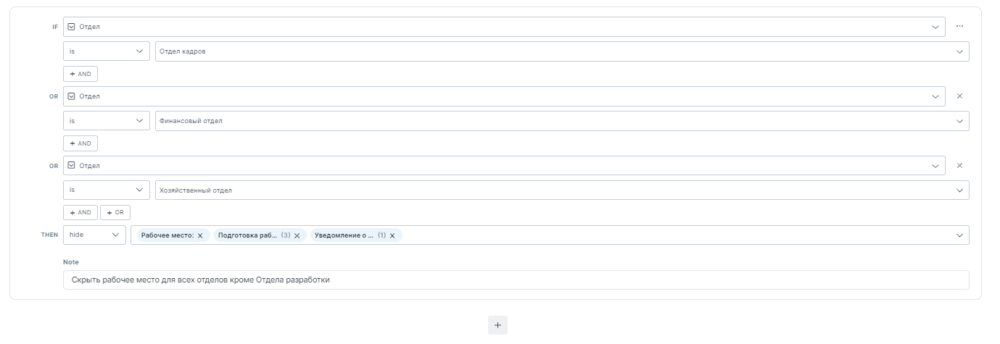 IF Отдел ...
is Отдел кадров
+ AND
OR Отдел
is Финансовый отдел
+ AND
OR Отдел
is Хозяйственный отдел
+ AND + OR
THEN hide Рабочее место: Подготовка раб... (3) Уведомление о ... (1)
Note
Скрыть рабочее место для всех отделов кроме Отдела разработки
+